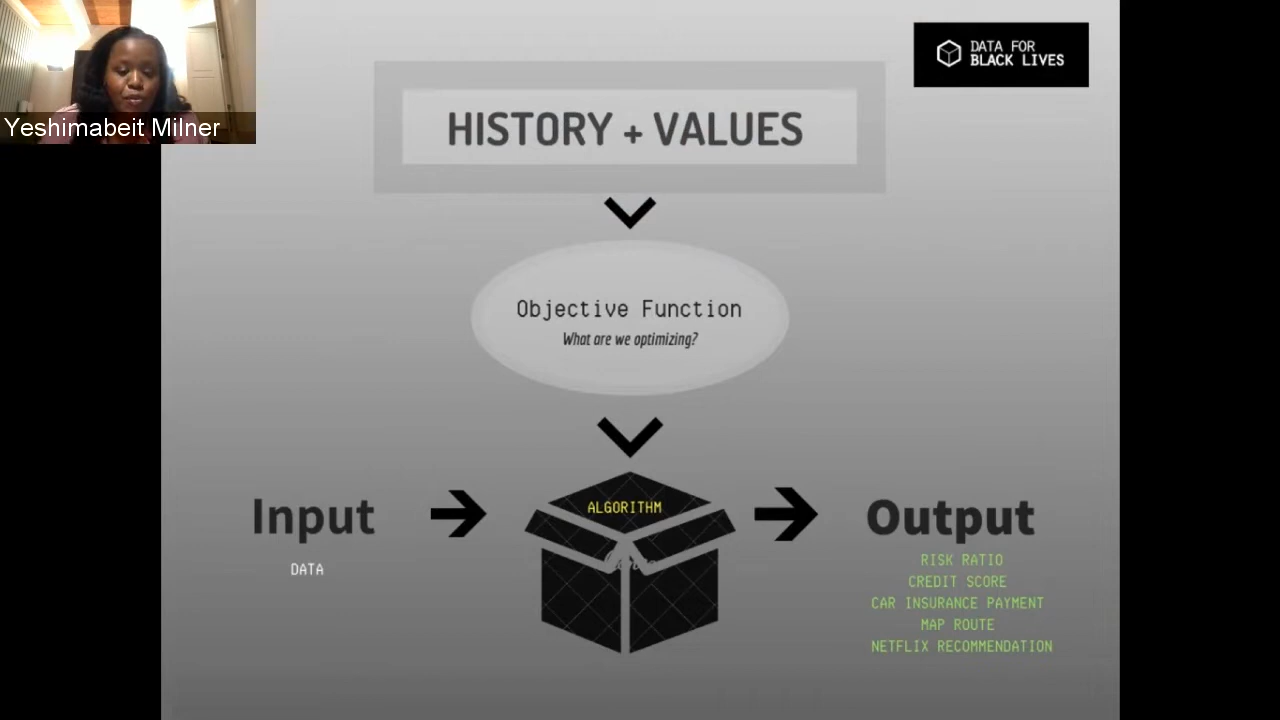 Yeshimabeit Milner
DATA FOR
BLACK LIVES
HISTORY + VALUES
Objective Function
What are we optimizing?
ALGORITHM
Input
DATA
Output
RISK RATIO
CREDIT SCORE
CAR INSURANCE PAYMENT
MAP ROUTE
NETFLIX RECOMMENDATION